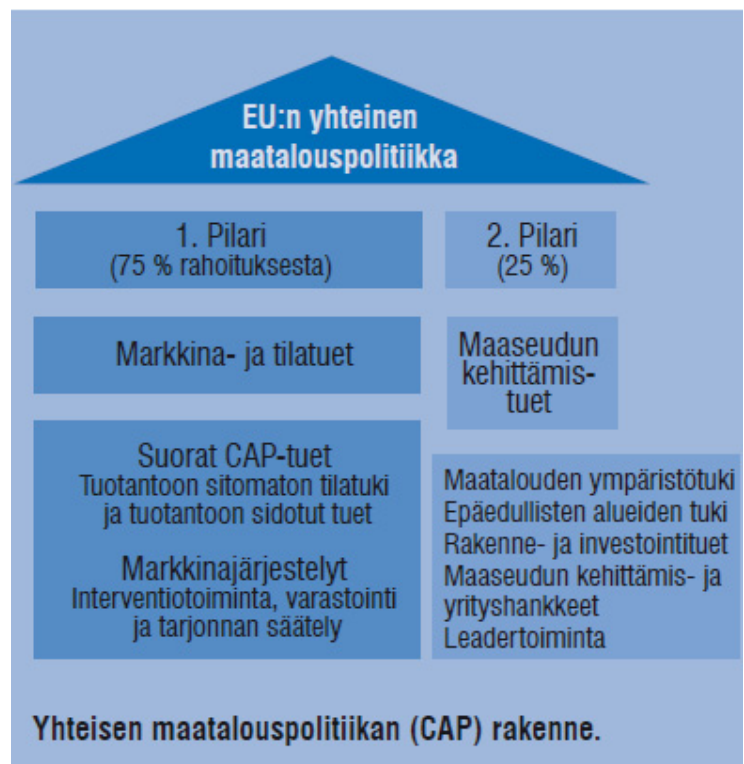 EU:n yhteinen
maatalouspolitiikka
1. Pilari
(75 % rahoituksesta)
2. Pilari
(25 %)
Markkina- ja tilatuet
Maaseudun
kehittämis-
tuet
Suorat CAP-tuet
Tuotantoon sitomaton tilatuki
ja tuotantoon sidotut tuet
Markkinajärjestelyt
Interventiotoiminta, varastointi
ja tarjonnan säätely
Maatalouden ympäristötuki
Epäedullisten alueiden tuki
Rakenne- ja investointituet
Maaseudun kehittämis- ja
yrityshankkeet
Leadertoiminta
Yhteisen maatalouspolitiikan (CAP) rakenne.